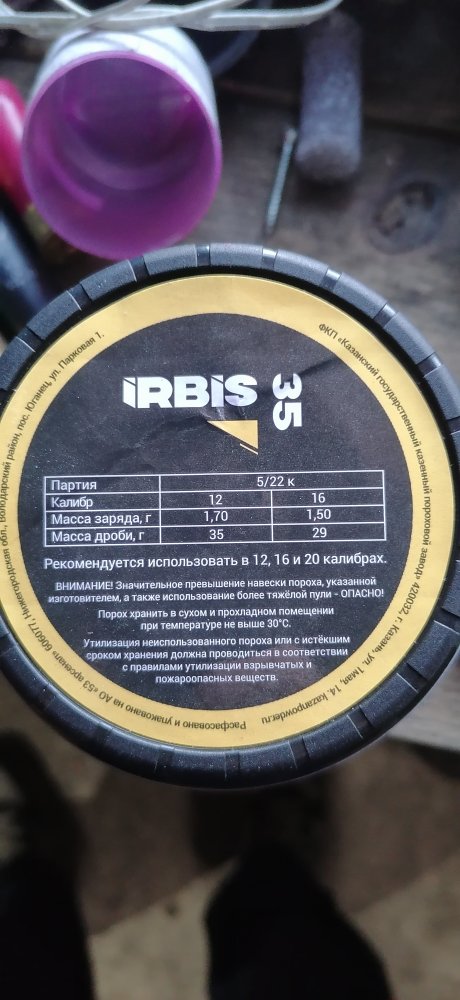 IRBIS 35
Партия 5/22 к
Калибр 12 16
Масса заряда, г 1,70 1,50
Масса дроби, г 35 29
Рекомендуется использовать в 12, 16 и 20 калибрах.
ВНИМАНИЕ! Значительное превышение навески пороха, указанной
изготовителем, а также использование более тяжёлой пули - ОПАСНО!
Порох хранить в сухом и прохладном помещении
при температуре не выше 30°С.
Утилизация неиспользованного пороха или с истёкшим
сроком хранения должна проводиться в соответствии
с правилами утилизации взрывчатых и
пожароопасных веществ.
ФКП «Казанский государственный казенный пороховой завод» 420032, г. Казань, ул. 1мая, 14. kazanpowder.ru
Расфасовано и упаковано на АО «53 арсенал» 606077, Нижегородская обл., Володарский район, пос. Юганец, ул. Парковая 1.